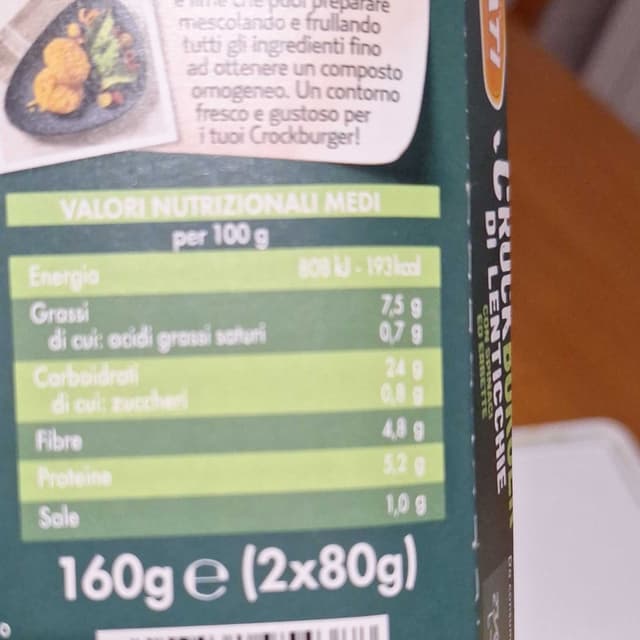 e lime che puoi preparare
mescolando e frullando
tutti gli ingredienti fino
ad ottenere un composto
omogeneo. Un contorno
fresco e gustoso per
i tuoi Crockburger!
VALORI NUTRIZIONALI MEDI
per 100 g
Energia 808 kJ - 193 kcal
Grassi 7,5 g
di cui: acidi grassi saturi 0,7 g
Carboidrati 24 g
di cui: zuccheri 0,8 g
Fibre 4,8 g
Proteine 5,2 g
Sale 1,0 g
160g e (2x80g)
CROCKBURGER
DI LENTICCHIE